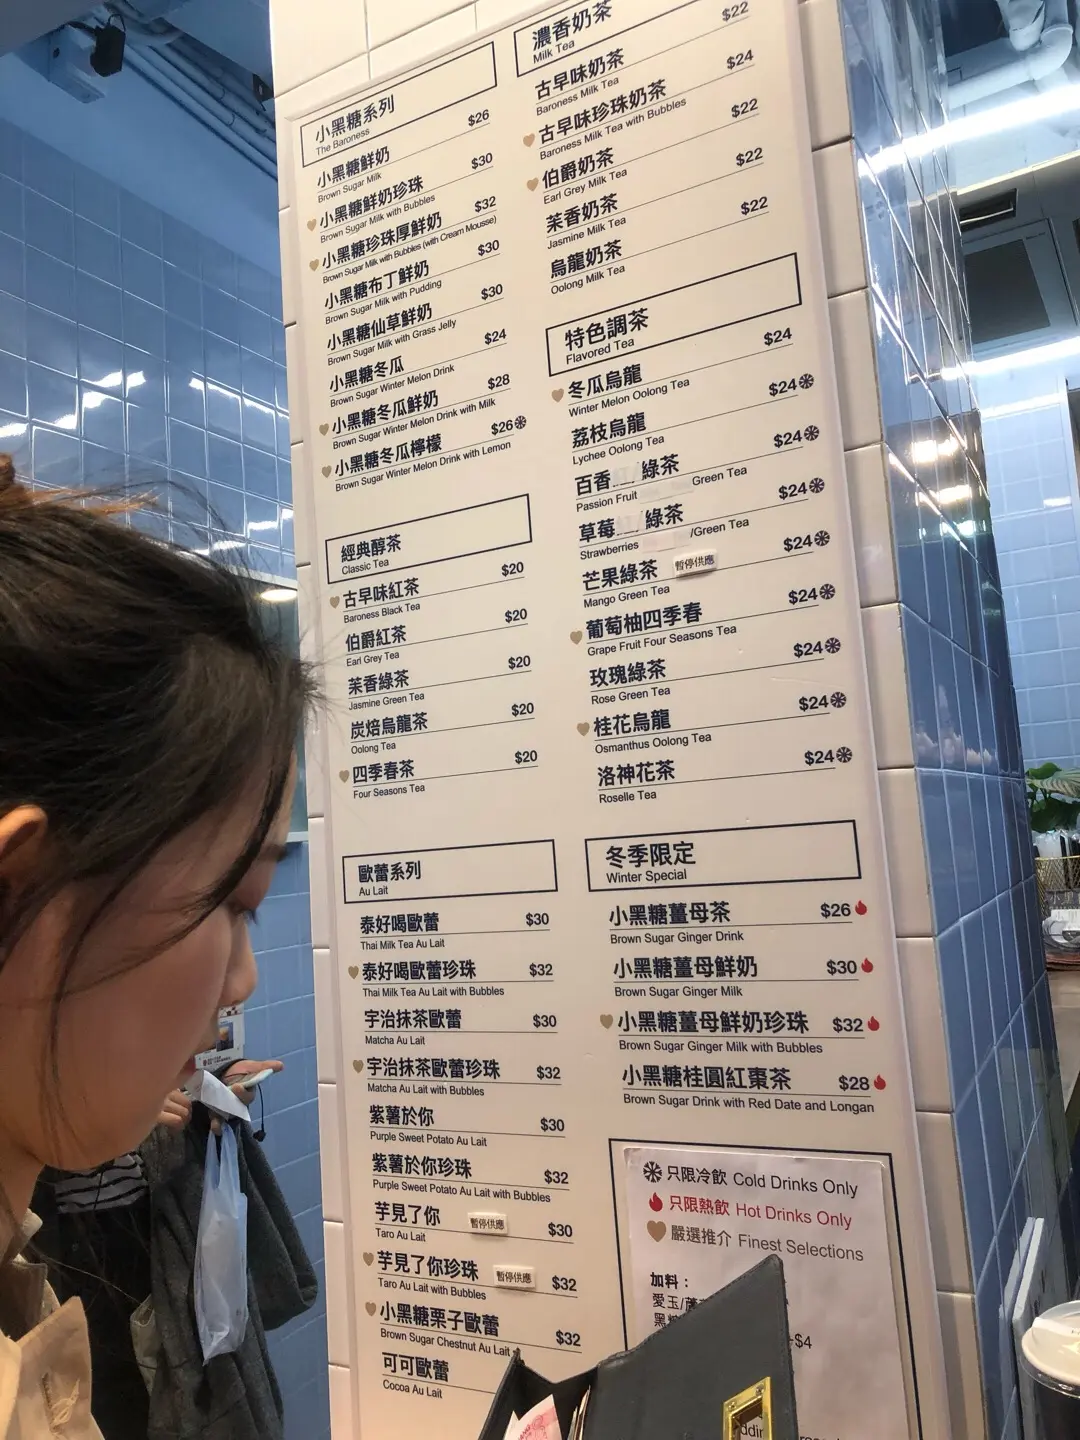 小黑糖系列
The Baroness
小黑糖鮮奶 $26
Brown Sugar Milk
小黑糖鮮奶珍珠 $30
Brown Sugar Milk with Bubbles
小黑糖珍珠厚鮮奶 $32
Brown Sugar Milk with Bubbles (with Cream Mousse)
小黑糖布丁鮮奶 $30
Brown Sugar Milk with Pudding
小黑糖仙草鮮奶 $30
Brown Sugar Milk with Grass Jelly
小黑糖冬瓜 $24
Brown Sugar Winter Melon Drink
小黑糖冬瓜鮮奶 $28
Brown Sugar Winter Melon Drink with Milk
小黑糖冬瓜檸檬 $26
Brown Sugar Winter Melon Drink with Lemon
經典醇茶
Classic Tea
古早味紅茶 $20
Baroness Black Tea
伯爵紅茶 $20
Earl Grey Tea
茉香綠茶 $20
Jasmine Green Tea
炭焙烏龍茶 $20
Oolong Tea
四季春茶 $20
Four Seasons Tea
歐蕾系列
Au Lait
泰好喝歐蕾 $30
Thai Milk Tea Au Lait
泰好喝歐蕾珍珠 $32
Thai Milk Tea Au Lait with Bubbles
宇治抹茶歐蕾 $30
Matcha Au Lait
宇治抹茶歐蕾珍珠 $32
Matcha Au Lait with Bubbles
紫薯於你 $30
Purple Sweet Potato Au Lait
紫薯於你珍珠 $32
Purple Sweet Potato Au Lait with Bubbles
芋見了你 暫停供應 $30
Taro Au Lait
芋見了你珍珠 暫停供應 $32
Taro Au Lait with Bubbles
小黑糖栗子歐蕾 $32
Brown Sugar Chestnut Au Lait
可可歐蕾
Cocoa Au Lait
濃香奶茶
Milk Tea
古早味奶茶 $22
Baroness Milk Tea
古早味珍珠奶茶 $24
Baroness Milk Tea with Bubbles
伯爵奶茶 $22
Earl Grey Milk Tea
茉香奶茶 $22
Jasmine Milk Tea
烏龍奶茶 $22
Oolong Milk Tea
特色調茶
Flavored Tea
冬瓜烏龍 $24
Winter Melon Oolong Tea
荔枝烏龍 $24
Lychee Oolong Tea
百香 綠茶 $24
Passion Fruit Green Tea
草莓 /綠茶 $24
Strawberries /Green Tea
芒果綠茶 暫停供應 $24
Mango Green Tea
葡萄柚四季春 $24
Grape Fruit Four Seasons Tea
玫瑰綠茶 $24
Rose Green Tea
桂花烏龍 $24
Osmanthus Oolong Tea
洛神花茶 $24
Roselle Tea
冬季限定
Winter Special
小黑糖薑母茶 $26
Brown Sugar Ginger Drink
小黑糖薑母鮮奶 $30
Brown Sugar Ginger Milk
小黑糖薑母鮮奶珍珠 $32
Brown Sugar Ginger Milk with Bubbles
小黑糖桂圓紅棗茶 $28
Brown Sugar Drink with Red Date and Longan
只限冷飲 Cold Drinks Only
只限熱飲 Hot Drinks Only
嚴選推介 Finest Selections
加料：
愛玉/
黑
+$4